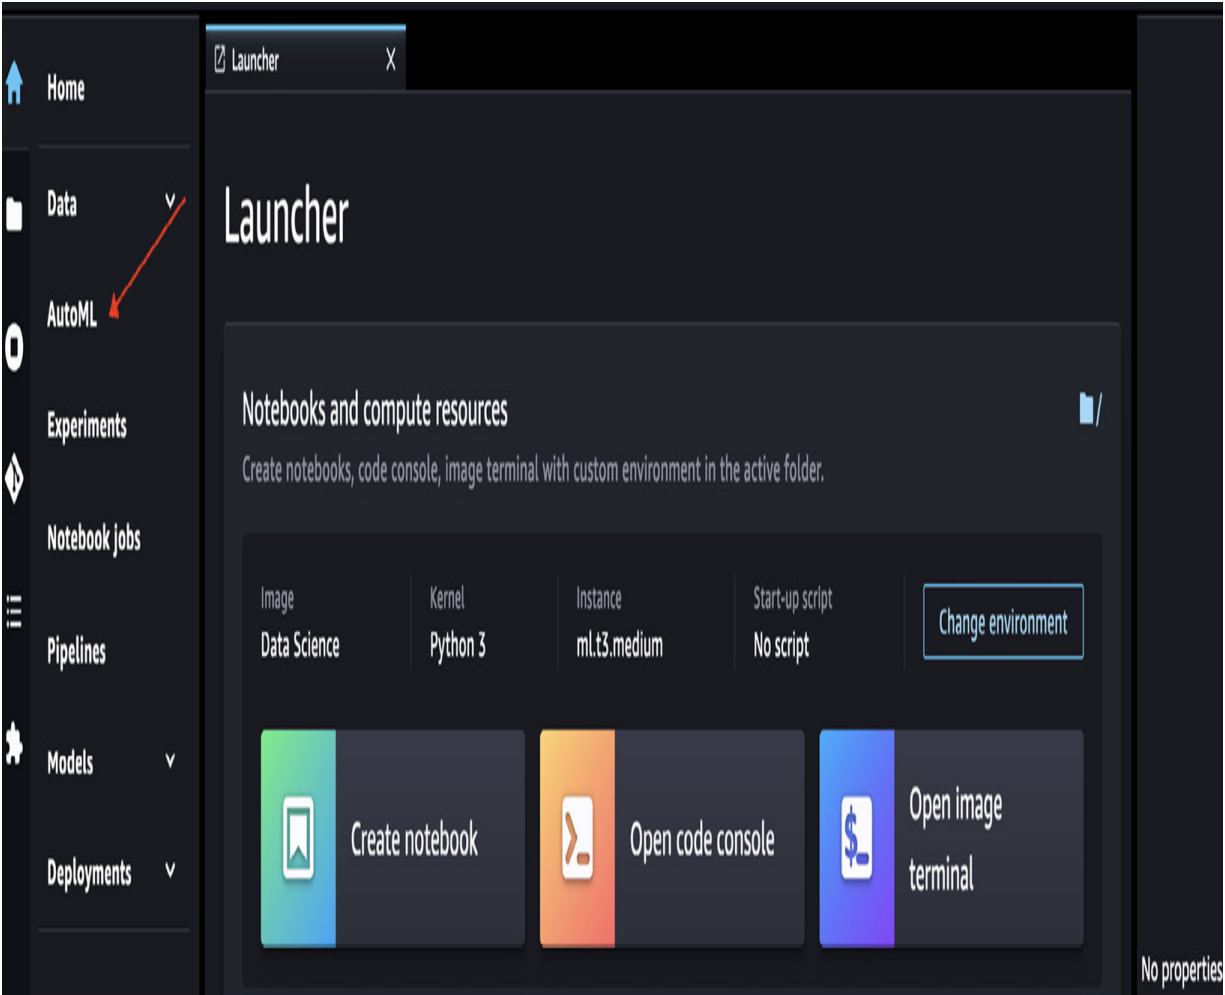 Launcher
X
Home
Data
AutoML
Experiments
Notebook jobs
Pipelines
Models
Deployments
Launcher
Notebooks and compute resources
/
Create notebooks, code console, image terminal with custom environment in the active folder.
Image
Data Science
Kernel
Python 3
Instance
ml.t3.medium
Start-up script
No script
Change environment
Create notebook
Open code console
$_
Open image
terminal
No properties